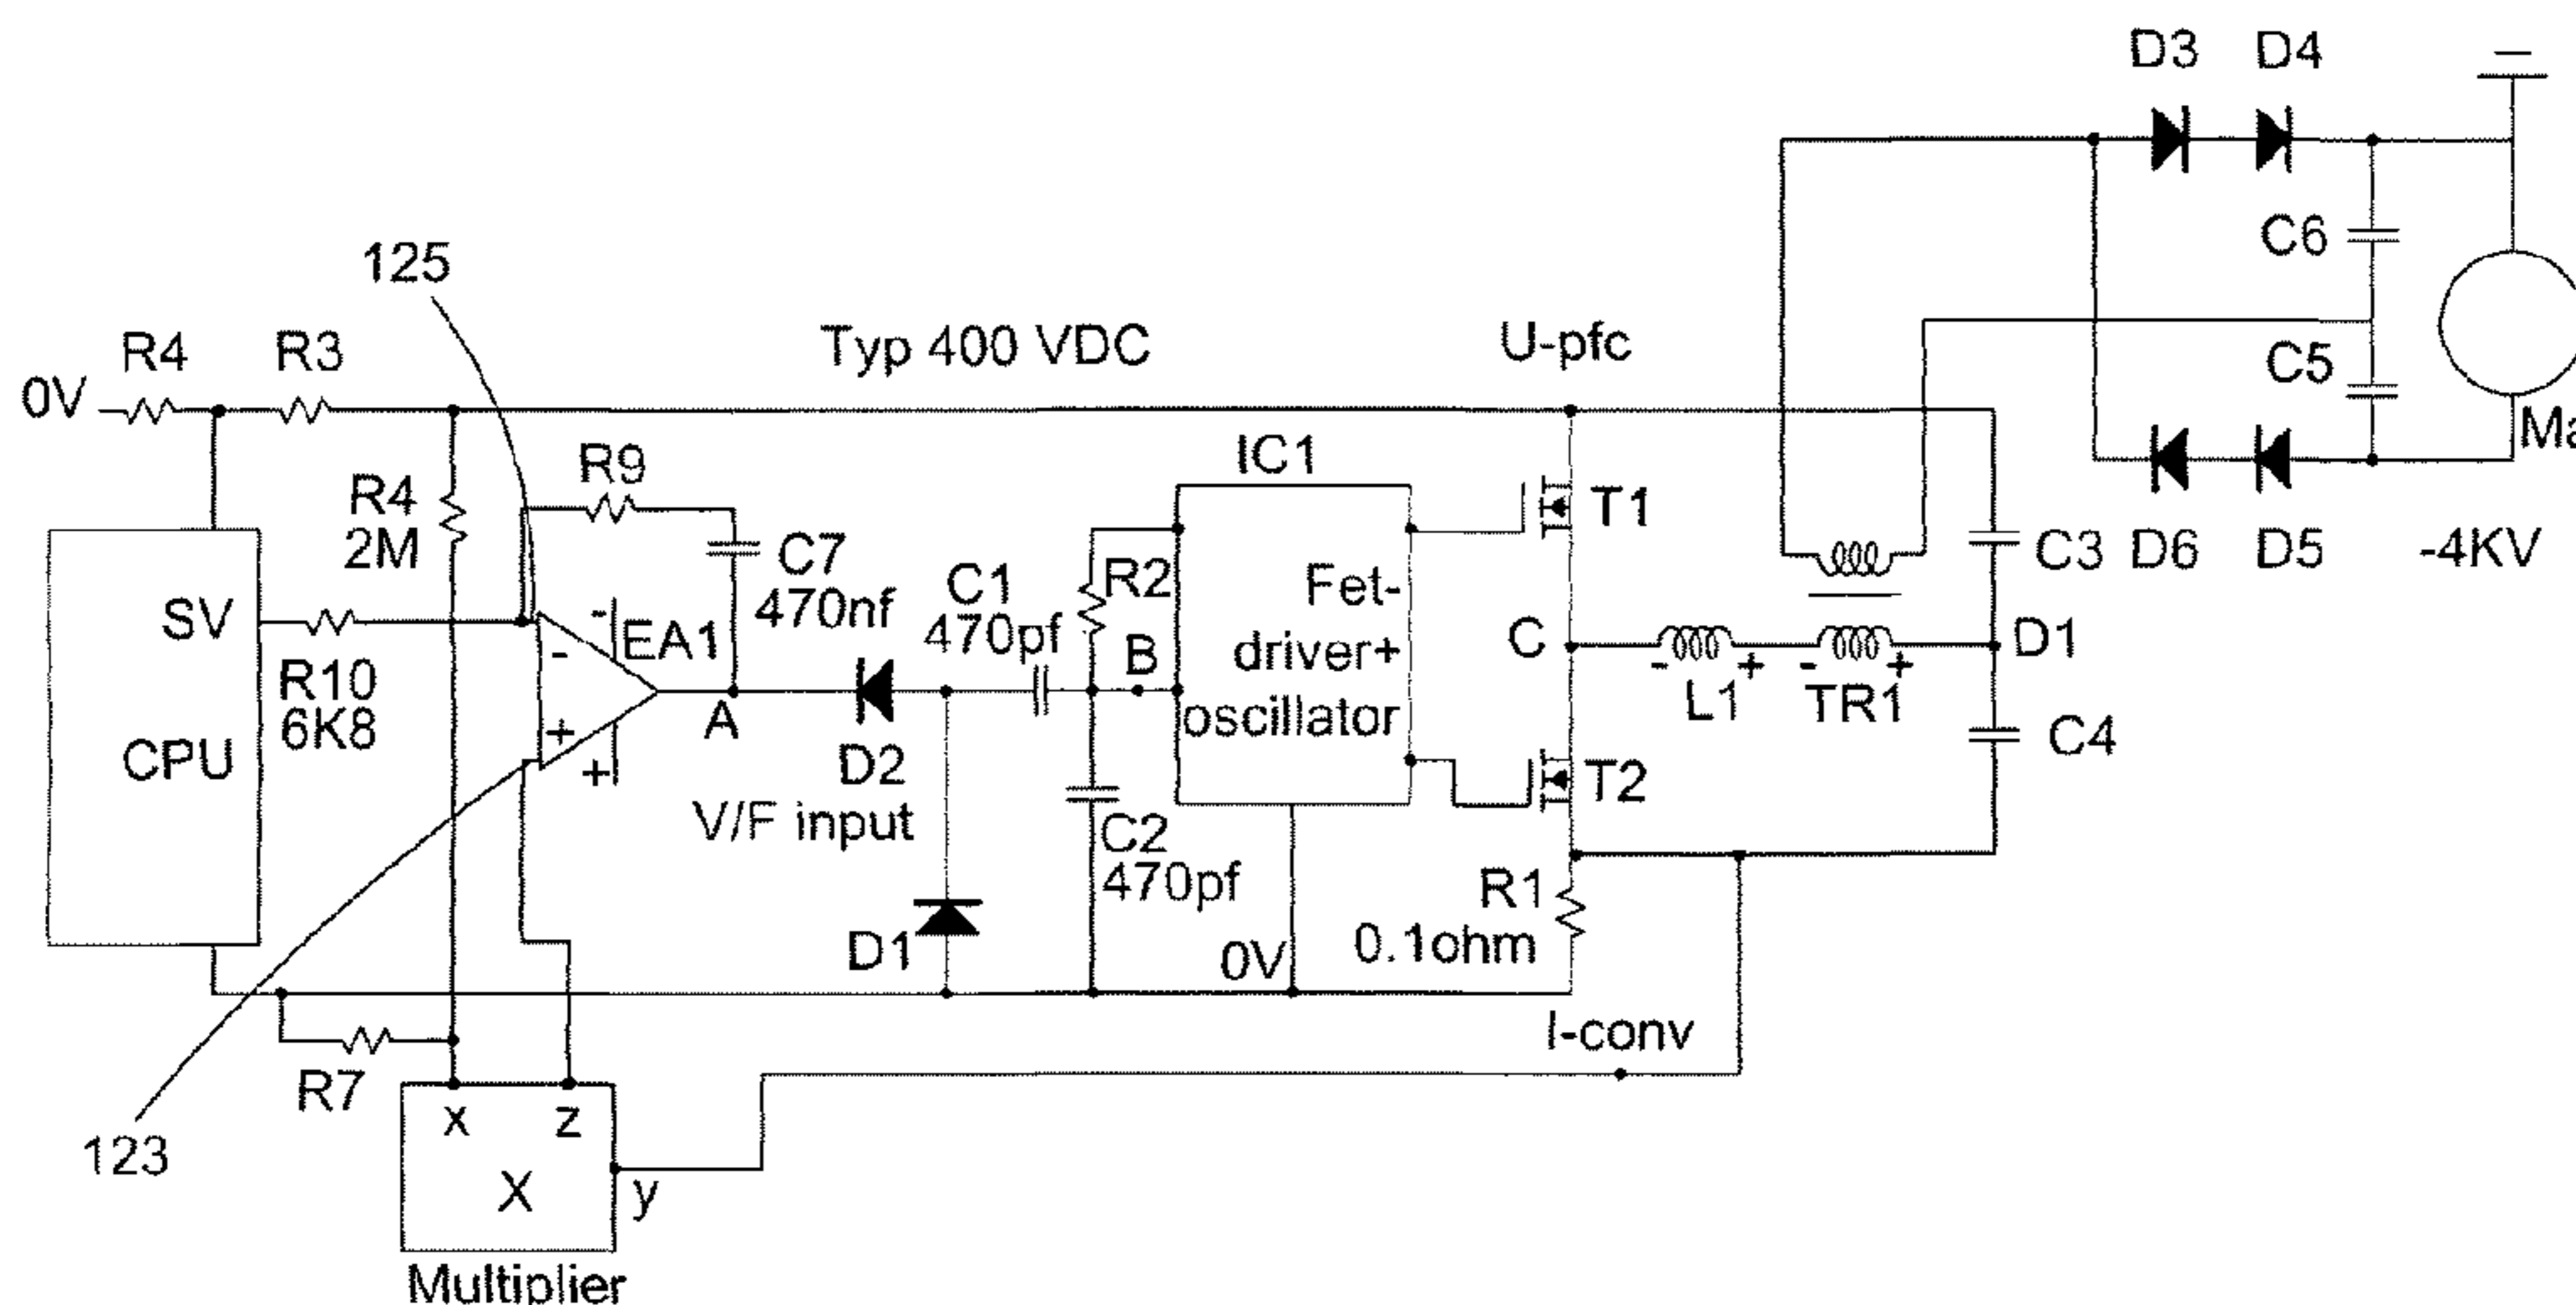 D3
D4
−
125
C6
R4
R3
Typ 400 VDC
U-pfc
0V
C5
R9
IC1
R4
2M
T1
C7
470nf
C1
470pf
R2
Fet-
driver+
oscillator
C3
D6
D5
-4KV
SV
EA1
-
-
B
C
D1
R10
6K8
CPU
+
+
A
D2
V/F input
- +
L1
- +
TR1
C4
T2
C2
470pf
R1
0.1ohm
D1
0V
I-conv
R7
123
x
z
X
y
Multiplier